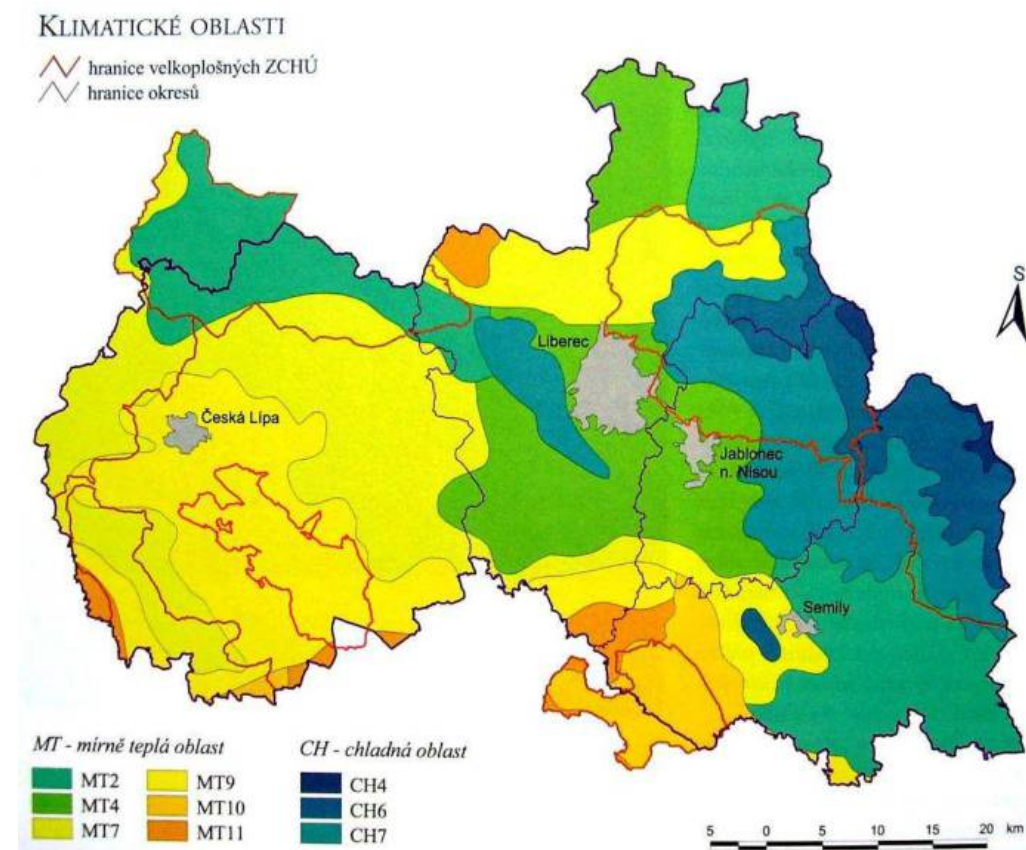 KLIMATICKÉ OBLASTI
hranice velkoplošných ZCHÚ
hranice okresů
S
Liberec
Česká Lípa
Jablonec
n. Nisou
Semily
MT - mírně teplá oblast
MT2
MT4
MT7
MT9
MT10
MT11
CH - chladná oblast
CH4
CH6
CH7
5 0 5 10 15 20 km